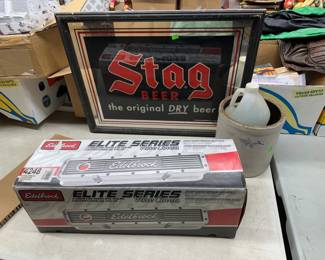 Stag
BEER
the original DRY beer
Edelbrock
ELITE SERIES
4248
Edelbrock
Edelbrock
ELITE SERIES
Edelbrock